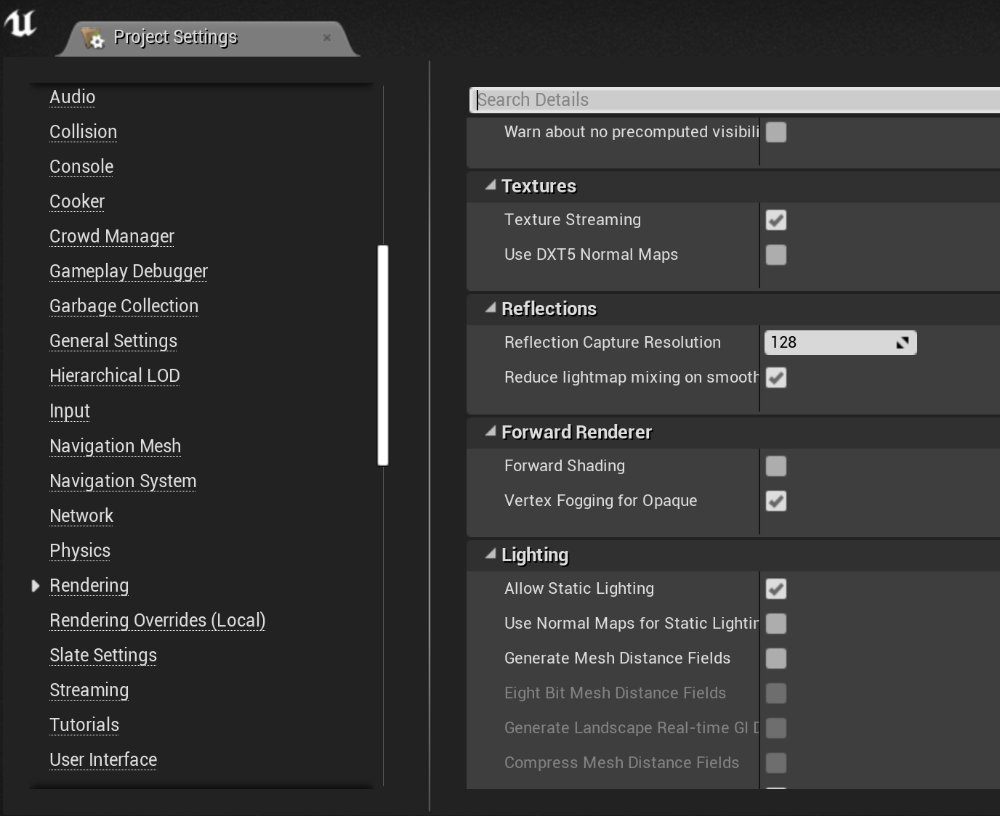 Project Settings
Audio
Collision
Console
Cooker
Crowd Manager
Gameplay Debugger
Garbage Collection
General Settings
Hierarchical LOD
Input
Navigation Mesh
Navigation System
Network
Physics
Rendering
Rendering Overrides (Local)
Slate Settings
Streaming
Tutorials
User Interface
Search Details
Warn about no precomputed visibili
Textures
Texture Streaming
Use DXT5 Normal Maps
Reflections
Reflection Capture Resolution 128
Reduce lightmap mixing on smooth
Forward Renderer
Forward Shading
Vertex Fogging for Opaque
Lighting
Allow Static Lighting
Use Normal Maps for Static Lightin
Generate Mesh Distance Fields
Eight Bit Mesh Distance Fields
Generate Landscape Real-time GI D
Compress Mesh Distance Fields